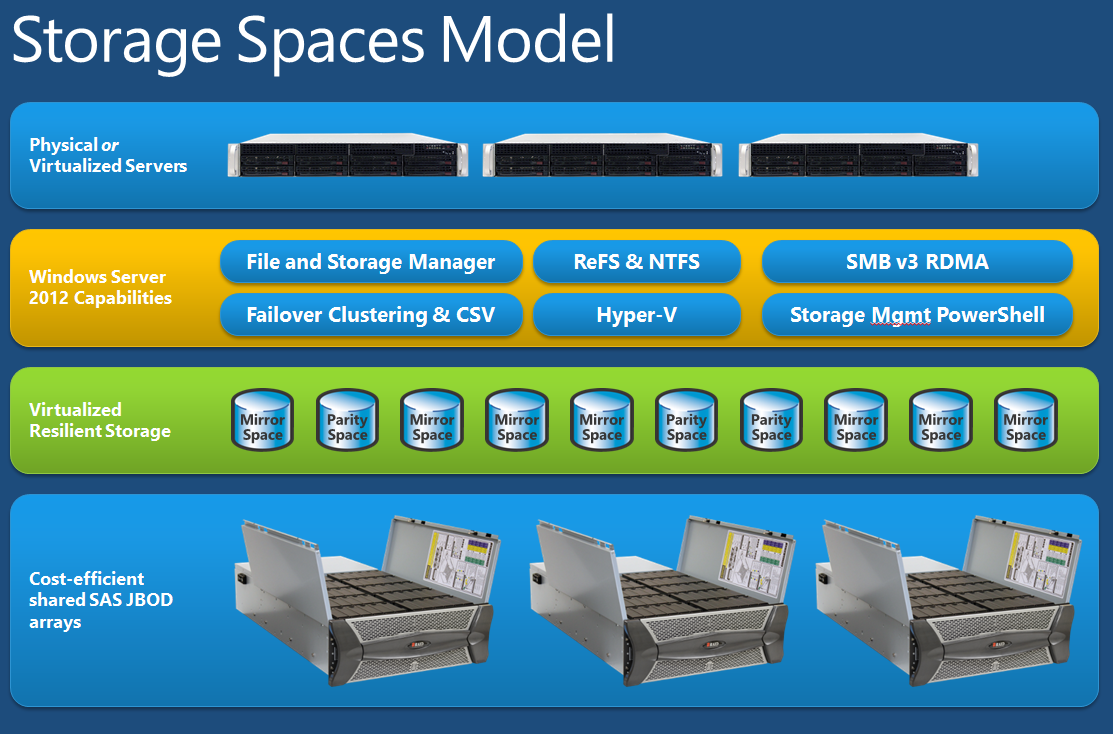 Storage Spaces Model
Physical or
Virtualized Servers
Windows Server
2012 Capabilities
File and Storage Manager
ReFS & NTFS
SMB v3 RDMA
Failover Clustering & CSV
Hyper-V
Storage Mgmt PowerShell
Virtualized
Resilient Storage
Mirror
Space
Parity
Space
Mirror
Space
Mirror
Space
Mirror
Space
Parity
Space
Parity
Space
Mirror
Space
Mirror
Space
Mirror
Space
Cost-efficient
shared SAS JBOD
arrays